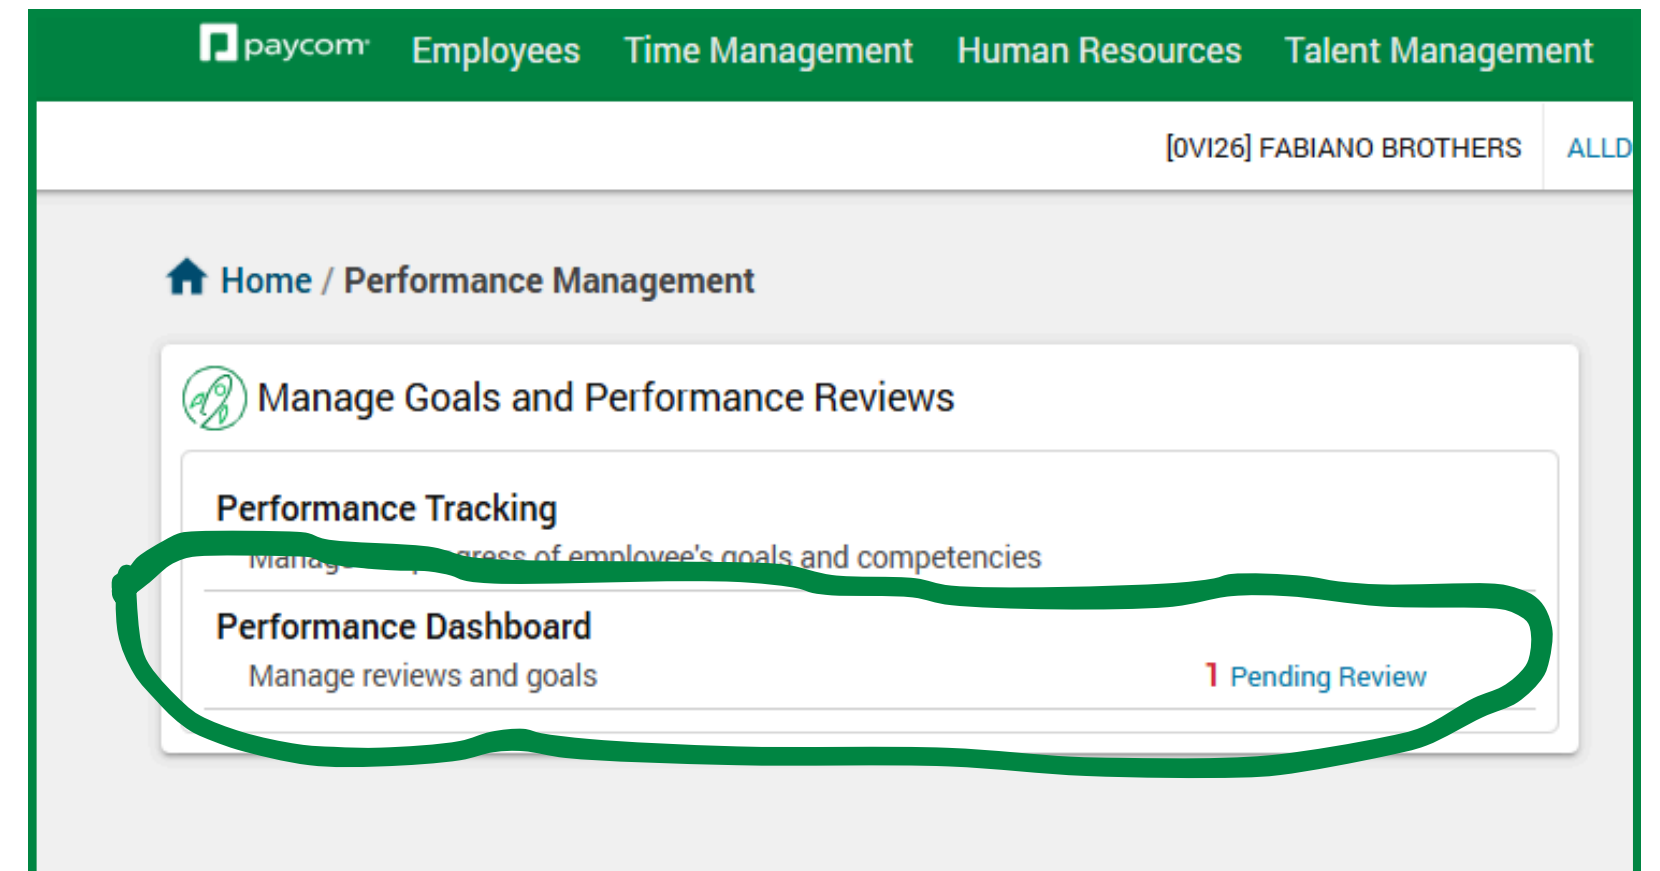 paycom Employees Time Management Human Resources Talent Management
[0VI26] FABIANO BROTHERS ALLD
Home / Performance Management
Manage Goals and Performance Reviews
Performance Tracking
of employee's goals and competencies
Performance Dashboard
Manage reviews and goals 1 Pending Review